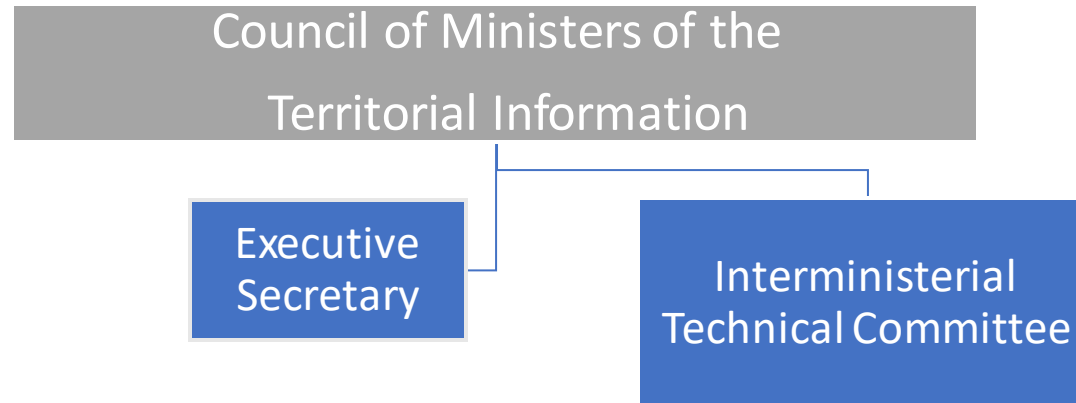 Council of Ministers of the
Territorial Information
Executive
Secretary
Interministerial
Technical Committee